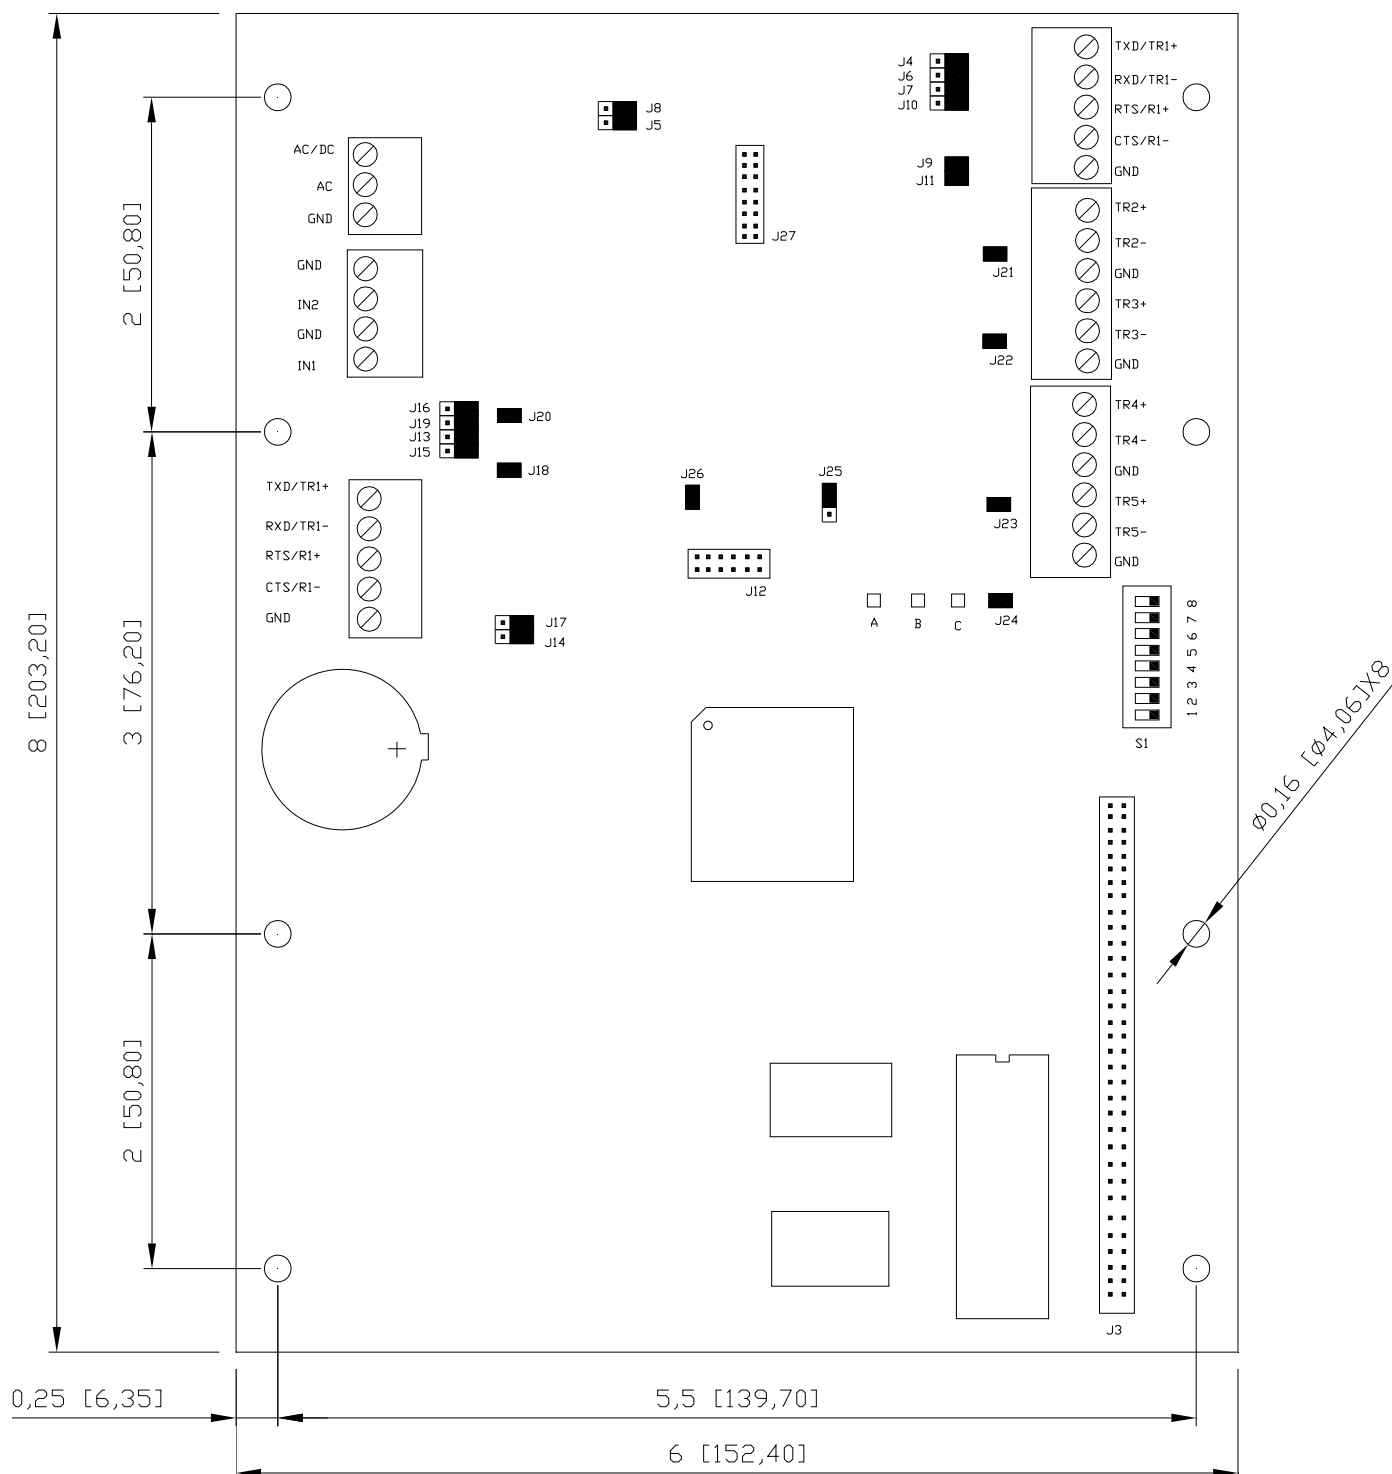 J4
J6
J7
J10
J8
J5
J9
J11
J27
J21
J22
TXD/TR1+
RXD/TR1-
RTS/R1+
CTS/R1-
GND
TR2+
TR2-
GND
TR3+
TR3-
GND
TR4+
TR4-
GND
TR5+
TR5-
GND
AC/DC
AC
GND
GND
IN2
GND
IN1
J16
J19
J13
J15
J20
J18
TXD/TR1+
RXD/TR1-
RTS/R1+
CTS/R1-
GND
J17
J14
J26
J25
J12
J23
J24
A B C
1 2 3 4 5 6 7 8
S1
J3
2 [50,80]
3 [76,20]
2 [50,80]
8 [203,20]
Ø0,16 [Ø4,06]X8
0,25 [6,35]
5,5 [139,70]
6 [152,40]